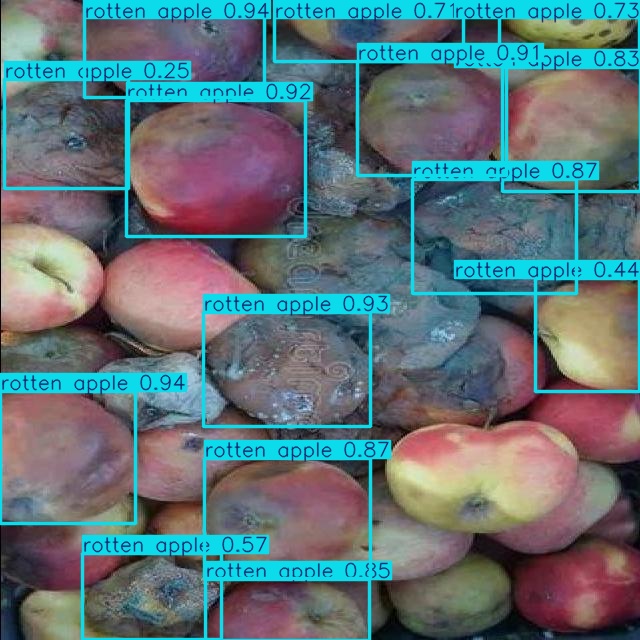 rotten apple 0.94
rotten apple 0.71
rotten apple 0.73
rotten apple 0.91
0.83
rotten apple 0.25
rotten apple 0.92
rotten apple 0.87
rotten apple 0.44
rotten apple 0.93
rotten apple 0.94
rotten apple 0.87
rotten apple 0.57
rotten apple 0.85